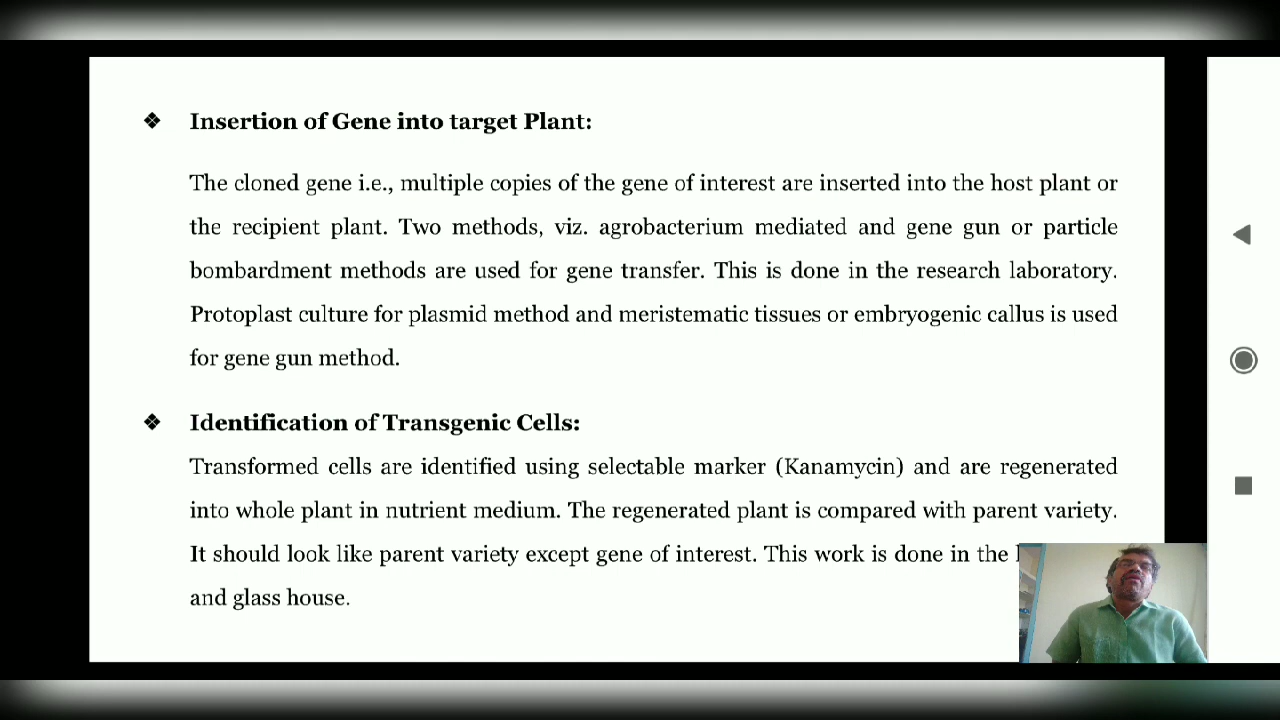 ❖ Insertion of Gene into target Plant:
The cloned gene i.e., multiple copies of the gene of interest are inserted into the host plant or
the recipient plant. Two methods, viz. agrobacterium mediated and gene gun or particle
bombardment methods are used for gene transfer. This is done in the research laboratory.
Protoplast culture for plasmid method and meristematic tissues or embryogenic callus is used
for gene gun method.
❖ Identification of Transgenic Cells:
Transformed cells are identified using selectable marker (Kanamycin) and are regenerated
into whole plant in nutrient medium. The regenerated plant is compared with parent variety.
It should look like parent variety except gene of interest. This work is done in the
and glass house.